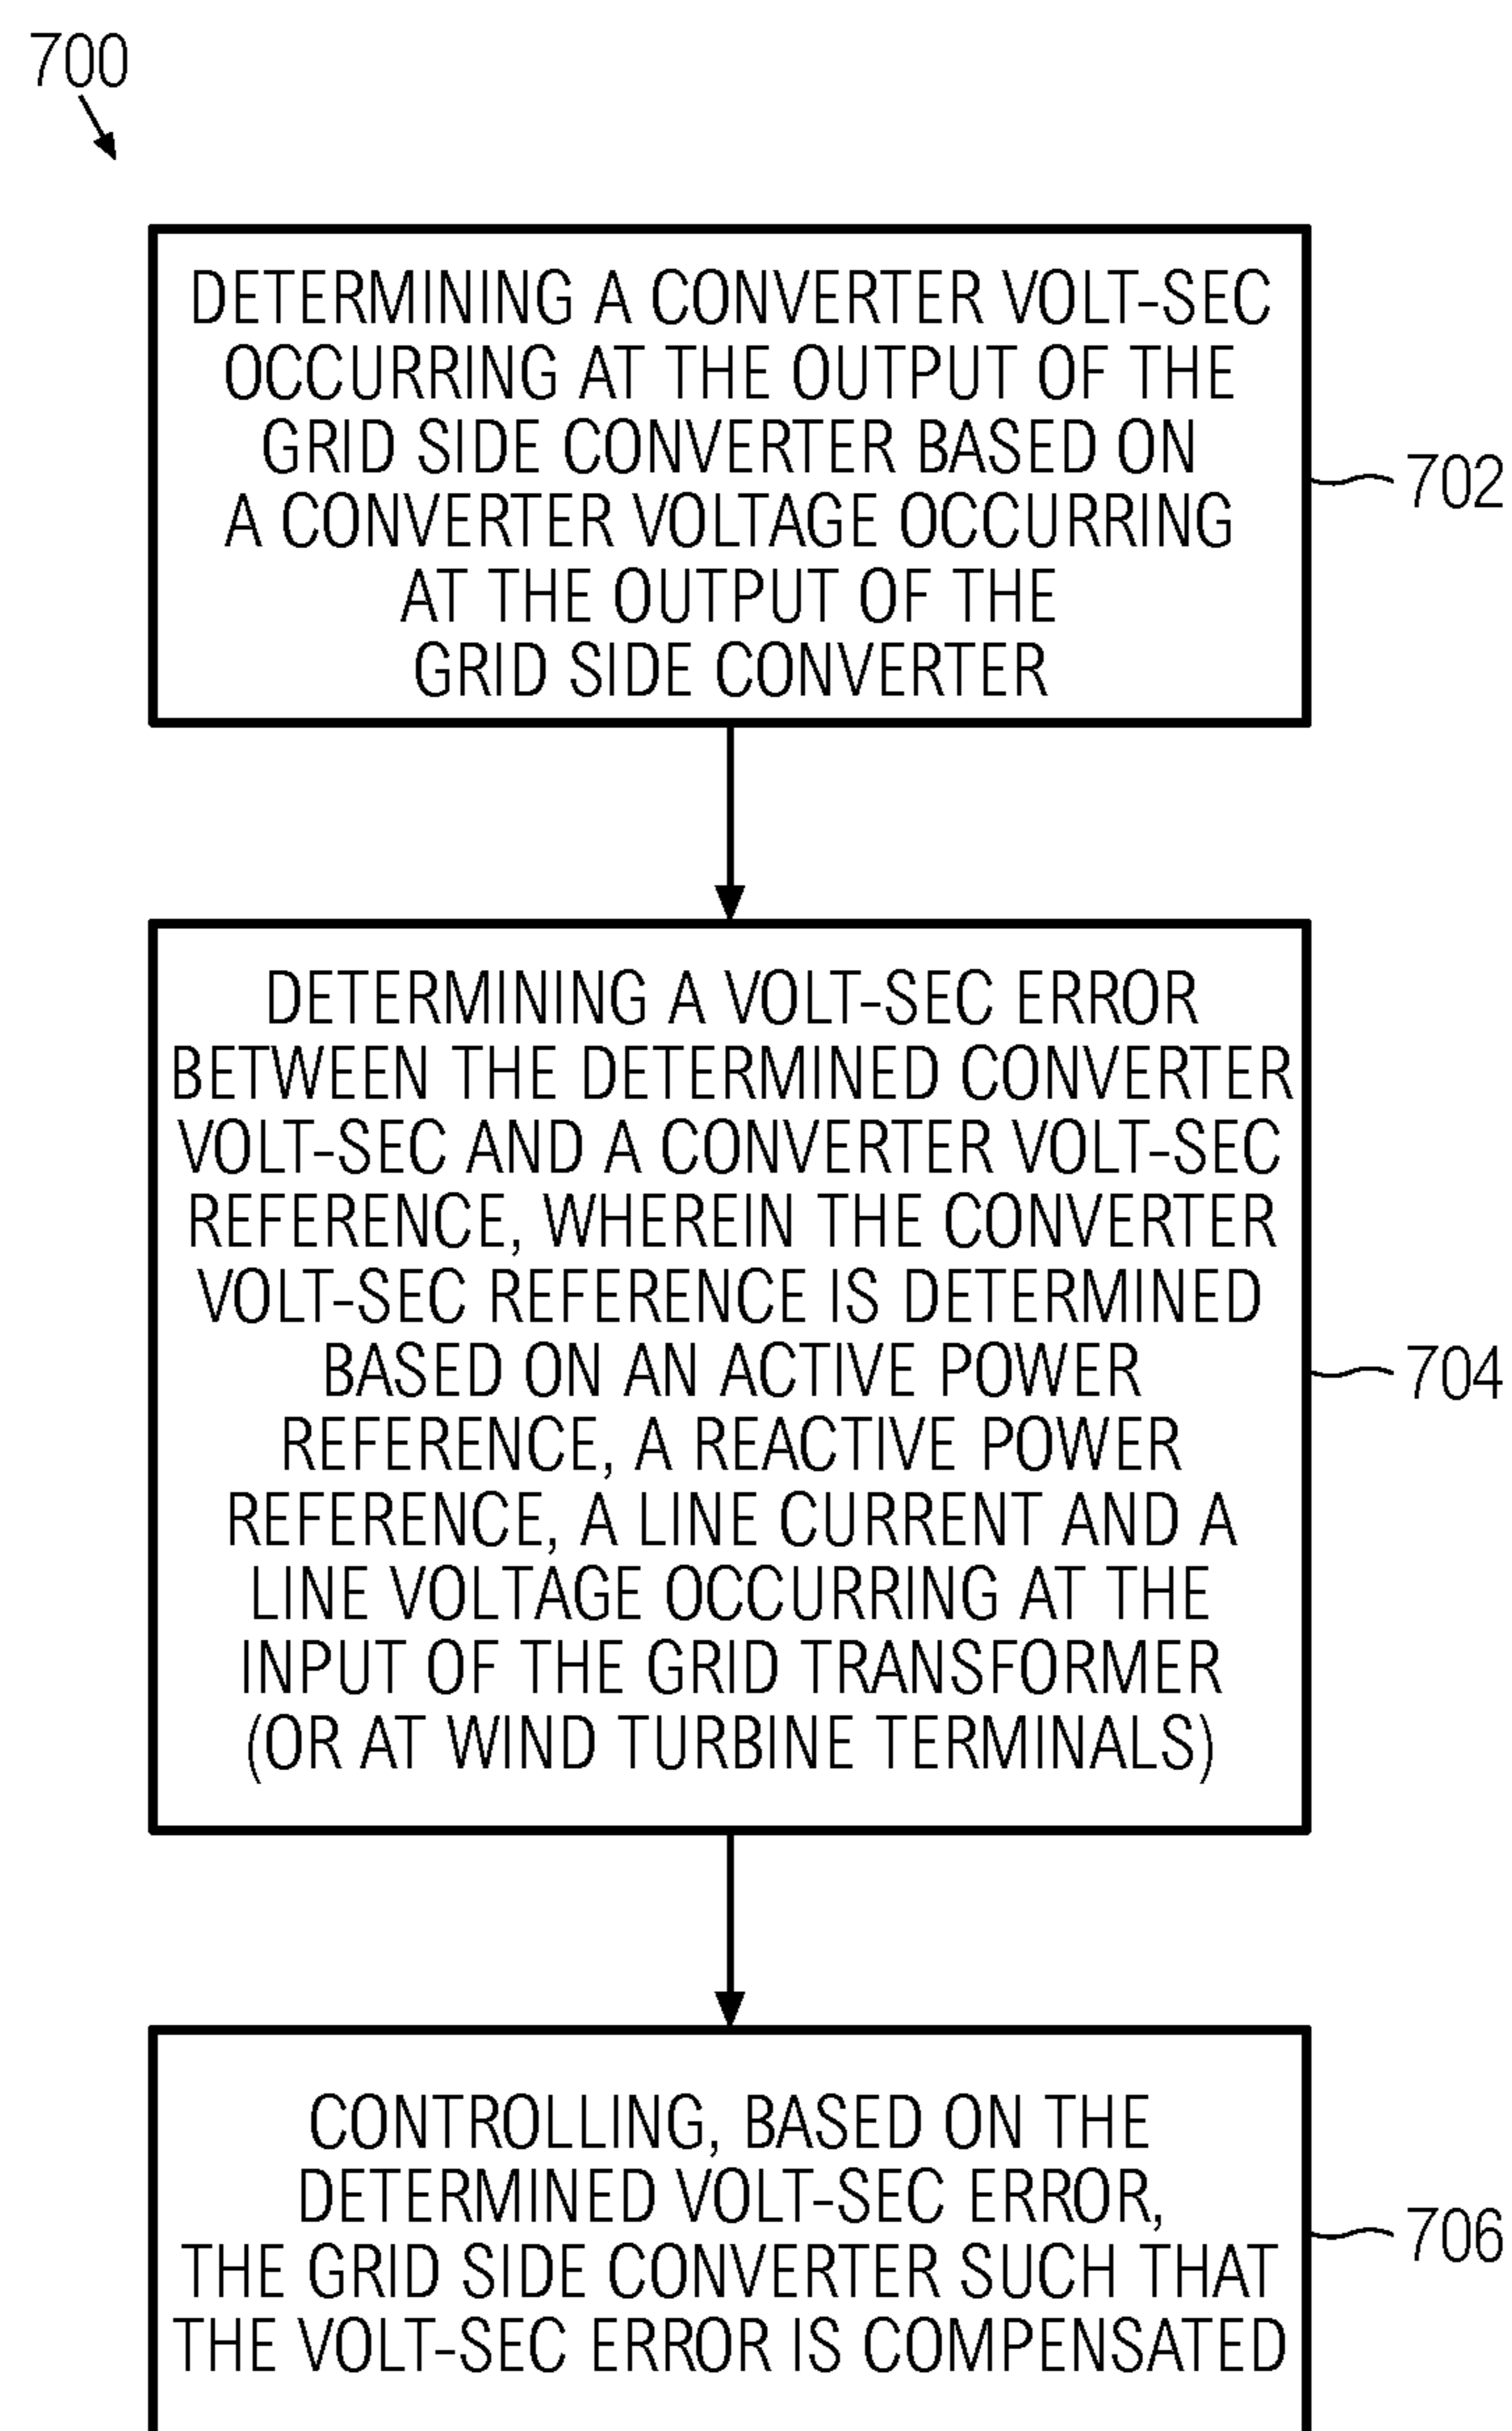 700
DETERMINING A CONVERTER VOLT-SEC
OCCURRING AT THE OUTPUT OF THE
GRID SIDE CONVERTER BASED ON
A CONVERTER VOLTAGE OCCURRING
AT THE OUTPUT OF THE
GRID SIDE CONVERTER
702
DETERMINING A VOLT-SEC ERROR
BETWEEN THE DETERMINED CONVERTER
VOLT-SEC AND A CONVERTER VOLT-SEC
REFERENCE, WHEREIN THE CONVERTER
VOLT-SEC REFERENCE IS DETERMINED
BASED ON AN ACTIVE POWER
REFERENCE, A REACTIVE POWER
REFERENCE, A LINE CURRENT AND A
LINE VOLTAGE OCCURRING AT THE
INPUT OF THE GRID TRANSFORMER
(OR AT WIND TURBINE TERMINALS)
704
CONTROLLING, BASED ON THE
DETERMINED VOLT-SEC ERROR,
THE GRID SIDE CONVERTER SUCH THAT
THE VOLT-SEC ERROR IS COMPENSATED
706